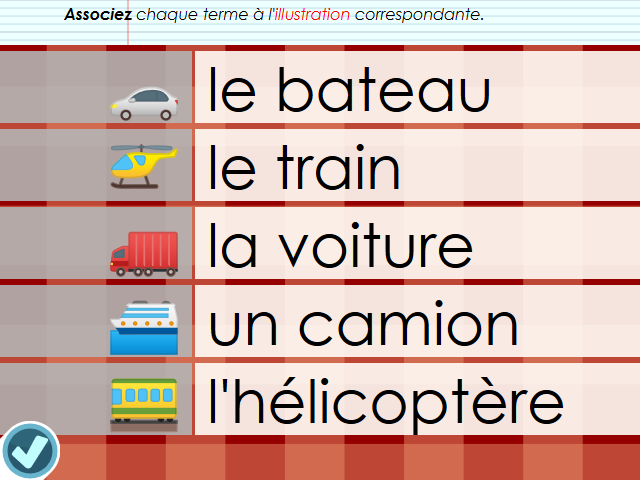 Associez chaque terme à l'illustration correspondante.
le bateau
le train
la voiture
un camion
l'hélicoptère